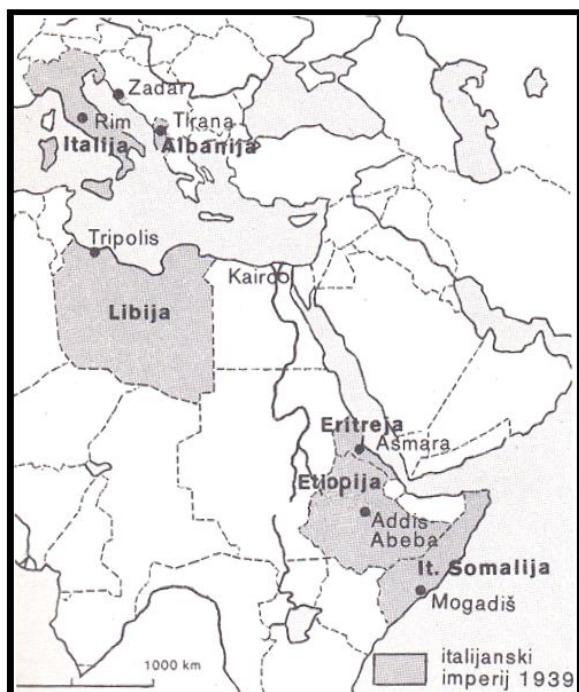 Zadar
Rim
Tirana
Italija
Albanija
Tripolis
Kairoo
Libija
Eritreja
Asmara
Etiopija
Addis
Abeba
It. Somalija
Mogadiš
1000 km
italijanski
imperij 1939